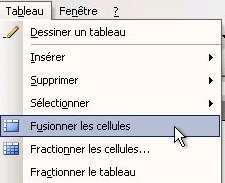 Tableau Fenêtre ?
Dessiner un tableau
Insérer
Supprimer
Sélectionner
Fusionner les cellules
Fractionner les cellules...
Fractionner le tableau